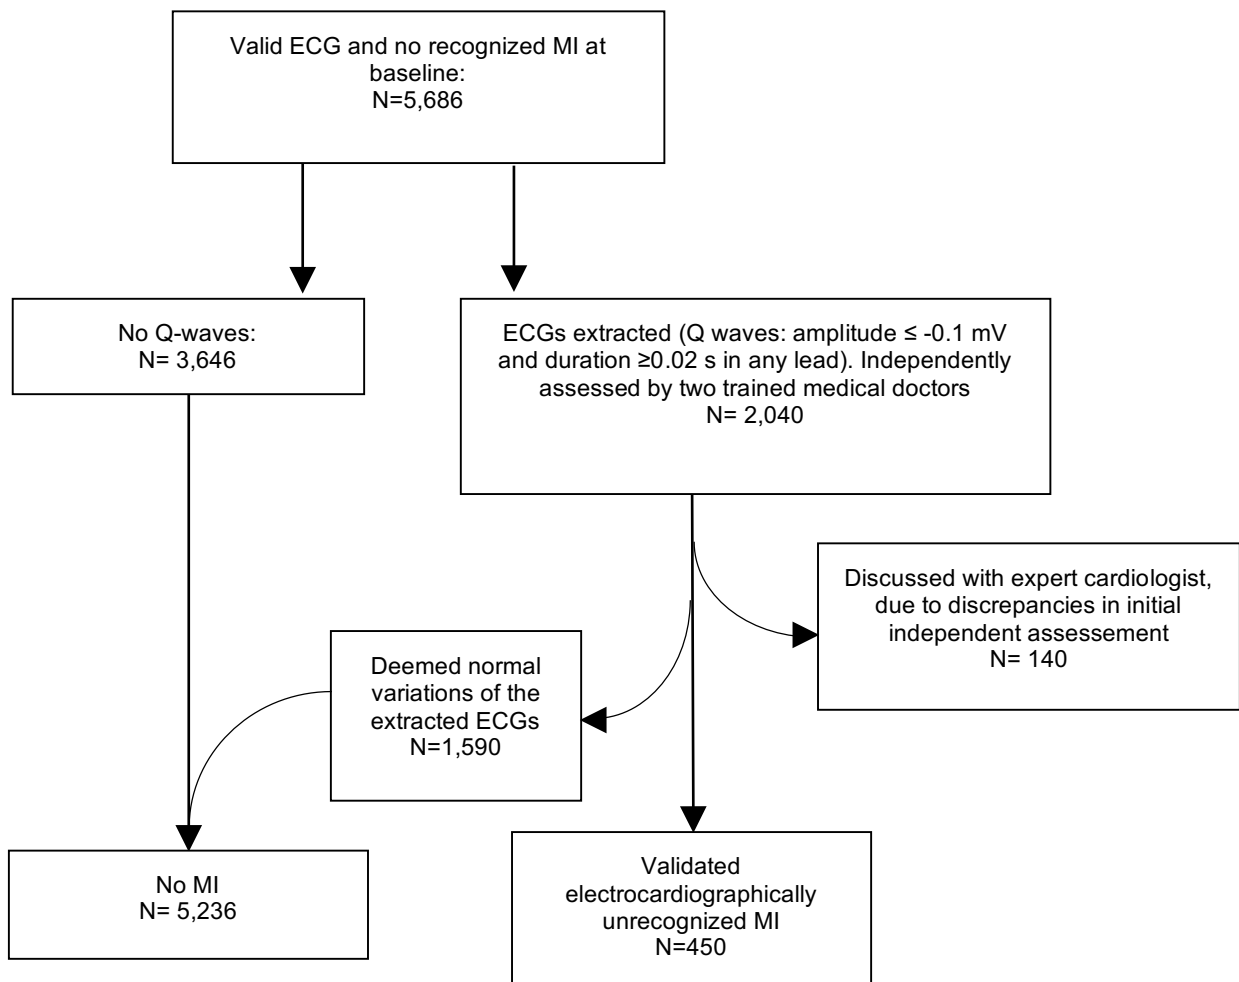 Valid ECG and no recognized MI at
baseline:
N=5,686
No Q-waves:
N= 3,646
ECGs extracted (Q waves: amplitude ≤ -0.1 mV
and duration ≥0.02 s in any lead). Independently
assessed by two trained medical doctors
N= 2,040
Discussed with expert cardiologist,
due to discrepancies in initial
independent assessement
N= 140
Deemed normal
variations of the
extracted ECGs
N=1,590
No MI
N= 5,236
Validated
electrocardiographically
unrecognized MI
N=450